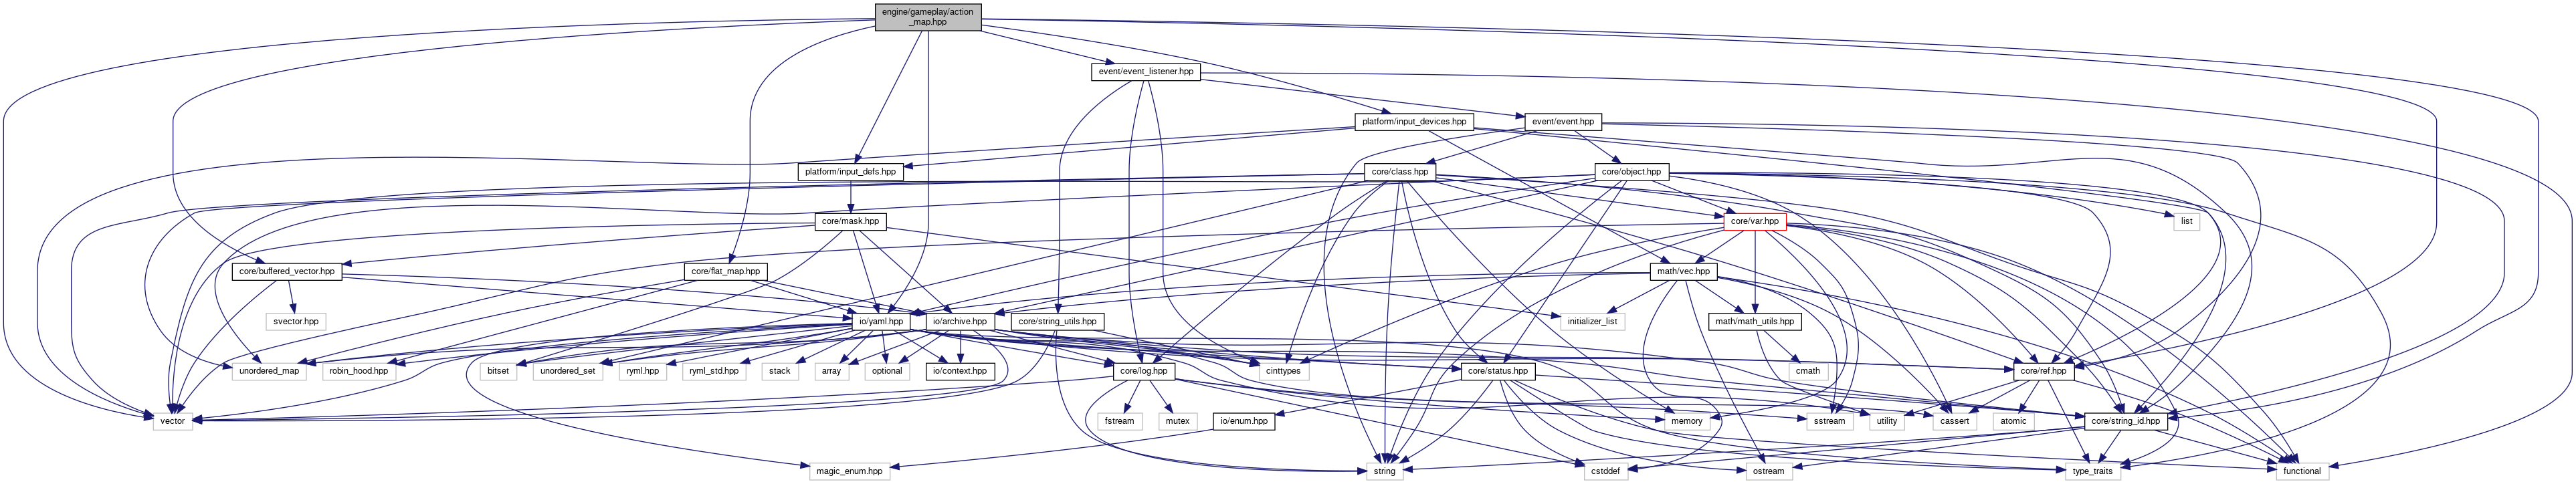 engine/gameplay/action
_map.hpp
event/event_listener.hpp
platform/input_devices.hpp
event/event.hpp
platform/input_defs.hpp
core/class.hpp
core/object.hpp
core/mask.hpp
core/var.hpp
list
core/buffered_vector.hpp
core/flat_map.hpp
math/vec.hpp
svector.hpp
io/yaml.hpp
io/archive.hpp
core/string_utils.hpp
initializer_list
math/math_utils.hpp
unordered_map
robin_hood.hpp
bitset
unordered_set
ryml.hpp
ryml_std.hpp
stack
array
optional
io/context.hpp
core/log.hpp
cinttypes
core/status.hpp
cmath
core/ref.hpp
vector
fstream
mutex
io/enum.hpp
memory
sstream
utility
cassert
atomic
core/string_id.hpp
magic_enum.hpp
string
cstddef
ostream
type_traits
functional